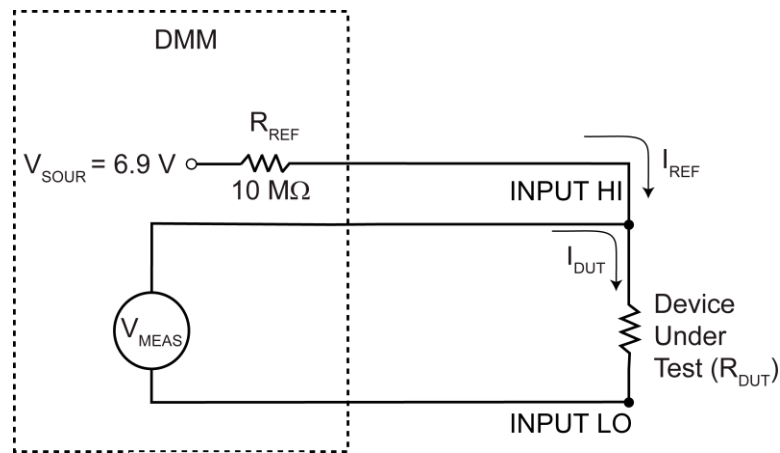 DMM
R_REF
V_SOUR = 6.9 V
10 MΩ
I_REF
INPUT HI
I_DUT
V_MEAS
Device
Under
Test (R_DUT)
INPUT LO